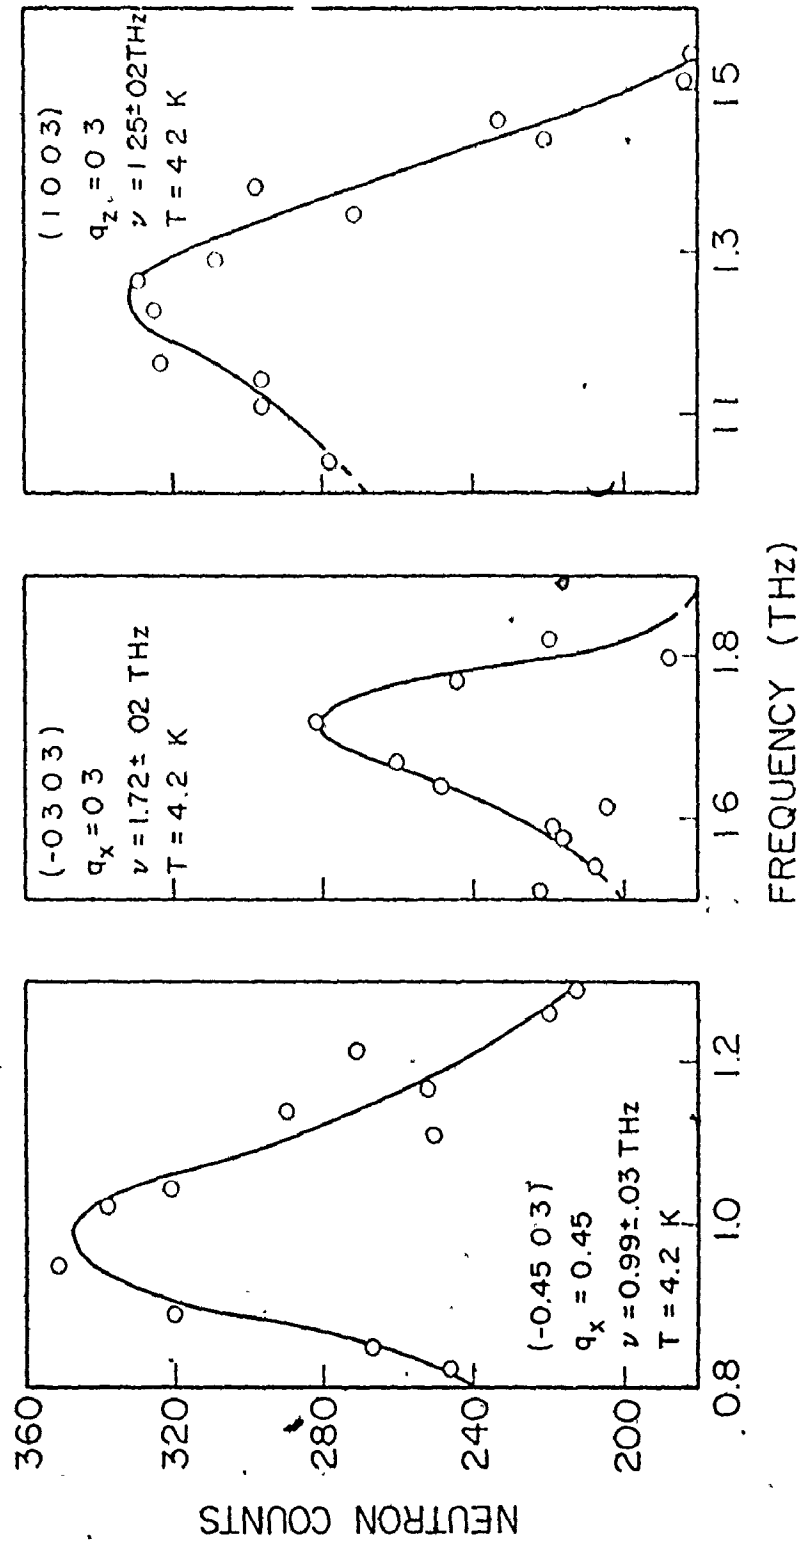 NEUTRON COUNTS
360
320
280
240
200
(-0.45 0 3)
qx = 0.45
ν = 0.99±.03 THz
T = 4.2 K
0.8 1.0 1.2
(-0 3 0 3)
qx = 0 3
ν = 1.72± 02 THz
T = 4.2 K
1 6 1.8
(1 0 0 3)
qz = 0 3
ν = 1 25± 02 THz
T = 4 2 K
1 1 1.3 1 5
FREQUENCY (THz)